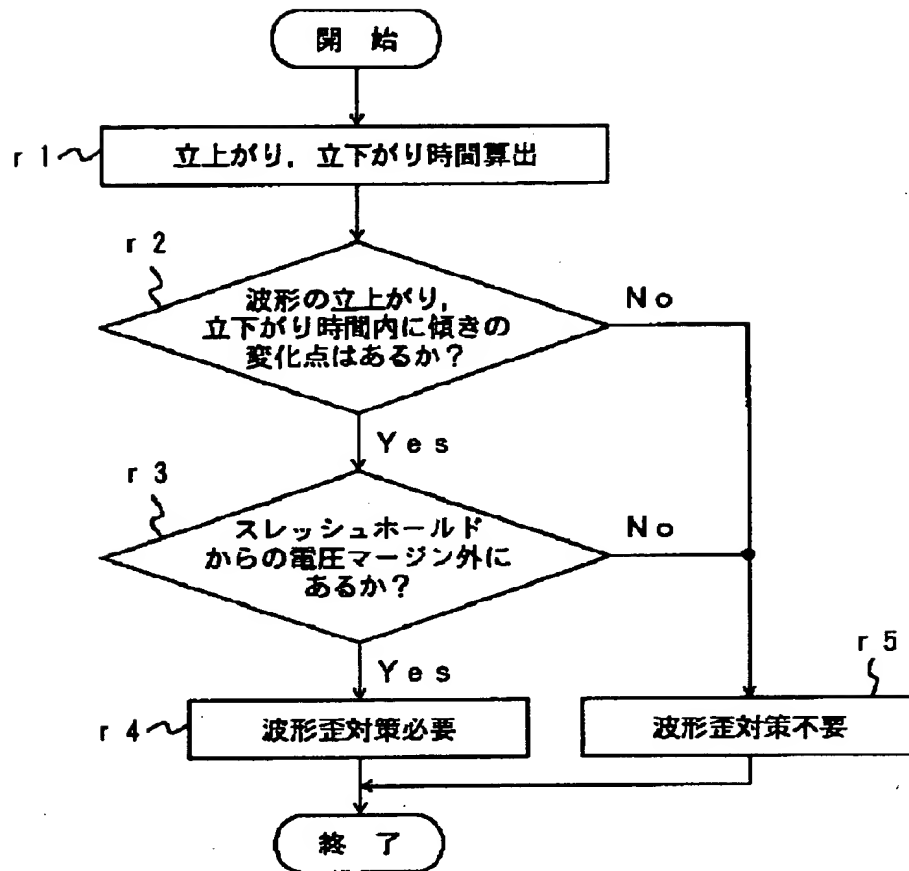 開 始
r 1
立上がり，立下がり時間算出
r 2
波形の立上がり，
立下がり時間内に傾きの
変化点はあるか？
No
Yes
r 3
スレッシュホールド
からの電圧マージン外に
あるか？
No
Yes
r 4
波形歪対策必要
r 5
波形歪対策不要
終 了